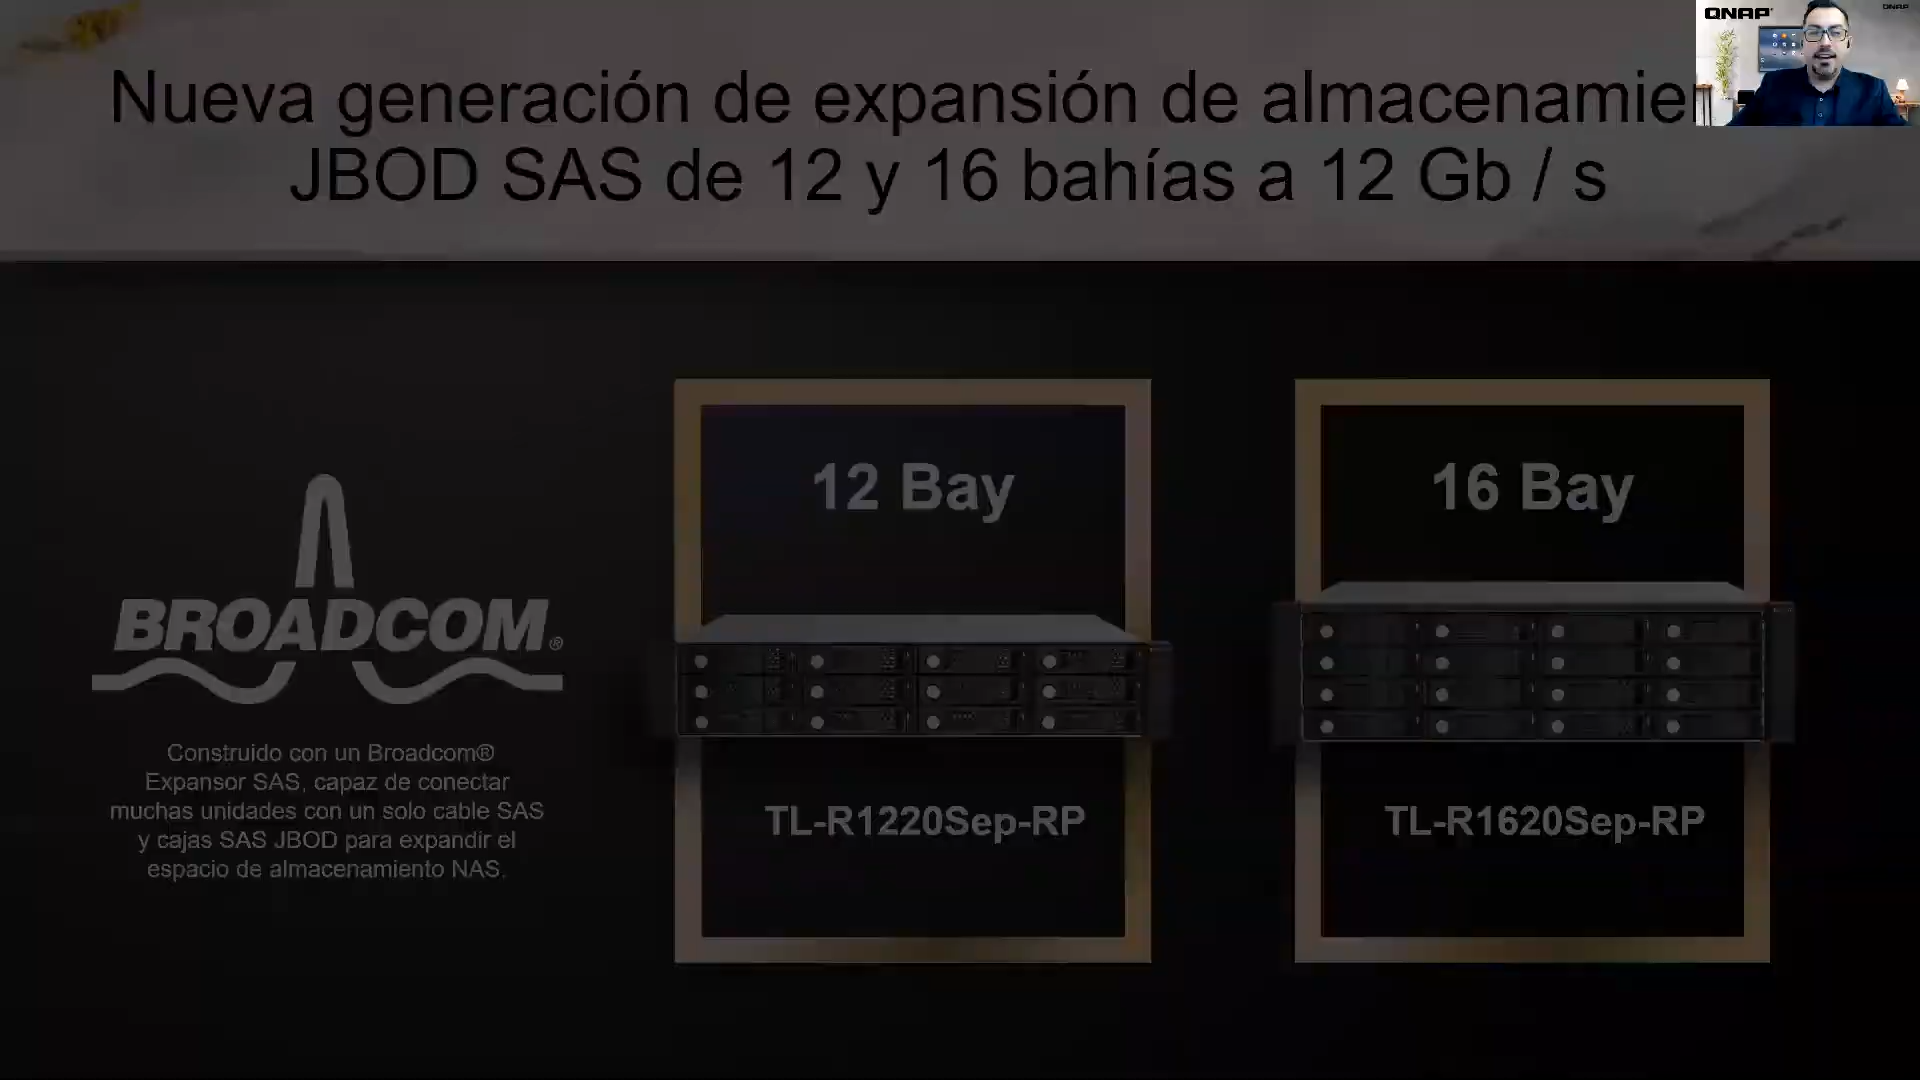 Nueva generación de expansión de almacenamie
JBOD SAS de 12 y 16 bahías a 12 Gb / s
QNAP
QNAP
12 Bay
16 Bay
BROADCOM®
Construido con un Broadcom®
Expansor SAS, capaz de conectar
muchas unidades con un solo cable SAS
y cajas SAS JBOD para expandir el
espacio de almacenamiento NAS.
TL-R1220Sep-RP
TL-R1620Sep-RP